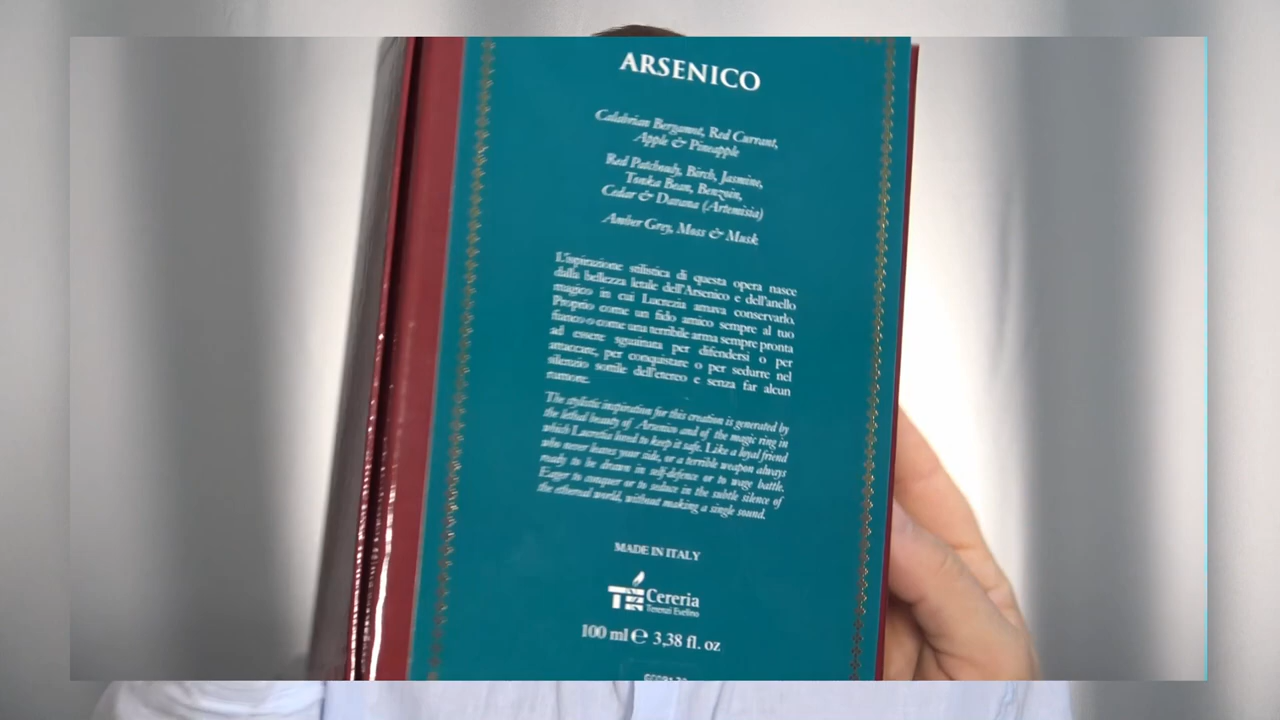 ARSENICO
Calabrian Bergamot, Red Currant,
Apple & Pineapple
Red Patchouly, Birch, Jasmine,
Tonka Bean, Benzoin,
Cedar & Davana (Artemisia)
Amber Grey, Moss & Musk
L'ispirazione stilistica di questa opera nasce
dalla bellezza letale dell'Arsenico e dell'anello
magico in cui Lucrezia amava conservarlo.
Proprio come un fido amico sempre al tuo
fianco o come una terribile arma sempre pronta
ad essere sguainata per difendersi o per
attaccare, per conquistare o per sedurre nel
silenzio sottile dell'etereo e senza far alcun
rumore.
The stylistic inspiration for this creation is generated by
the lethal beauty of Arsenico and of the magic ring in
which Lucretia loved to keep it safe. Like a loyal friend
who never leaves your side, or a terrible weapon always
ready to be drawn in self-defence or to wage battle.
Eager to conquer or to seduce in the subtle silence of
the ethereal world, without making a single sound.
MADE IN ITALY
Cereria
Terenzi Evelino
100 ml e 3,38 fl. oz